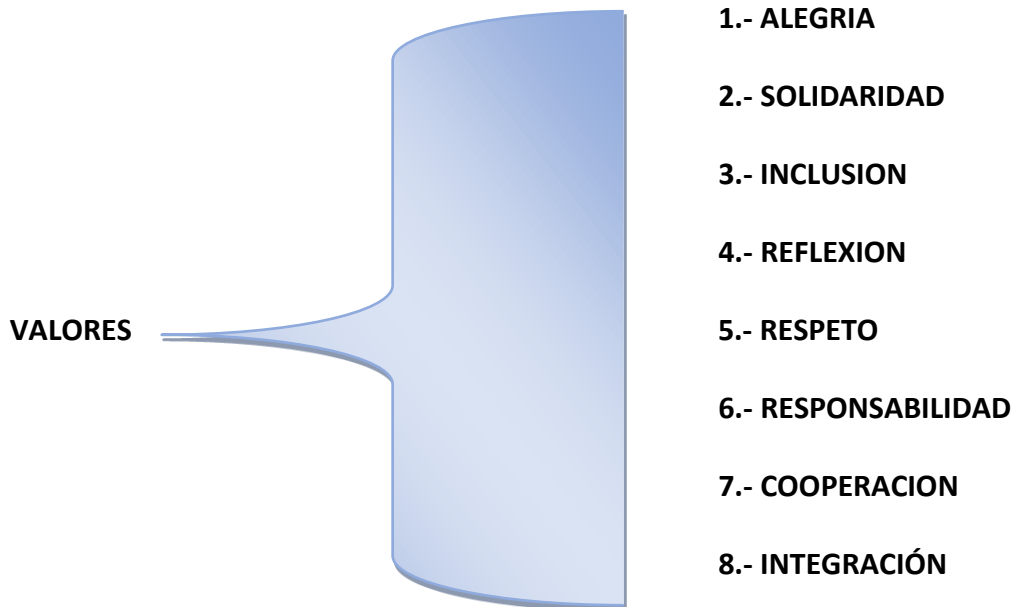 VALORES
1.- ALEGRIA
2.- SOLIDARIDAD
3.- INCLUSION
4.- REFLEXION
5.- RESPETO
6.- RESPONSABILIDAD
7.- COOPERACION
8.- INTEGRACIÓN